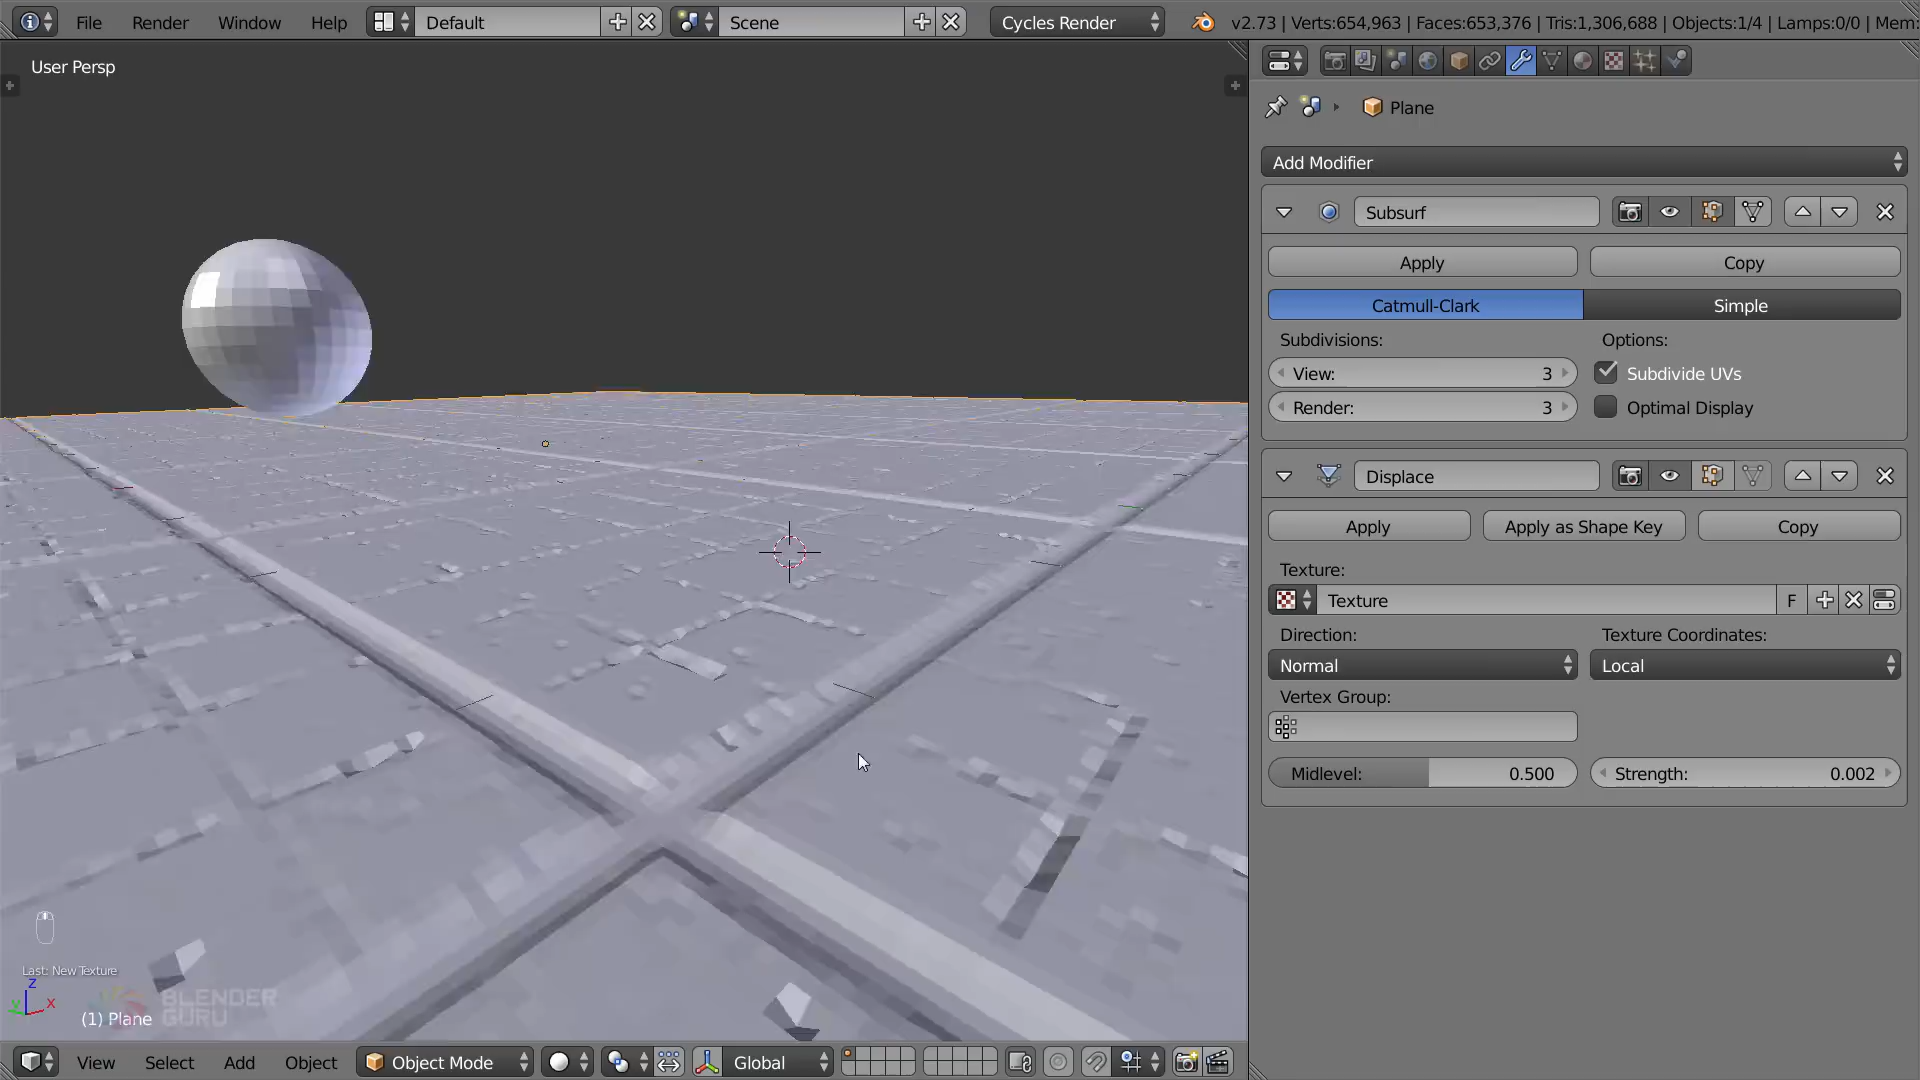 File Render Window Help Default Scene Cycles Render v2.73 | Verts:654,963 | Faces:653,376 | Tris:1,306,688 | Objects:1/4 | Lamps:0/0 | Mem:
User Persp
Plane
Add Modifier
Subsurf
Apply Copy
Catmull-Clark Simple
Subdivisions: Options:
View: 3 Subdivide UVs
Render: 3 Optimal Display
Displace
Apply Apply as Shape Key Copy
Texture:
Texture F
Direction: Texture Coordinates:
Normal Local
Vertex Group:
Midlevel: 0.500 Strength: 0.002
Last: New Texture
z
y x
BLENDER
GURU
(1) Plane
View Select Add Object Object Mode Global